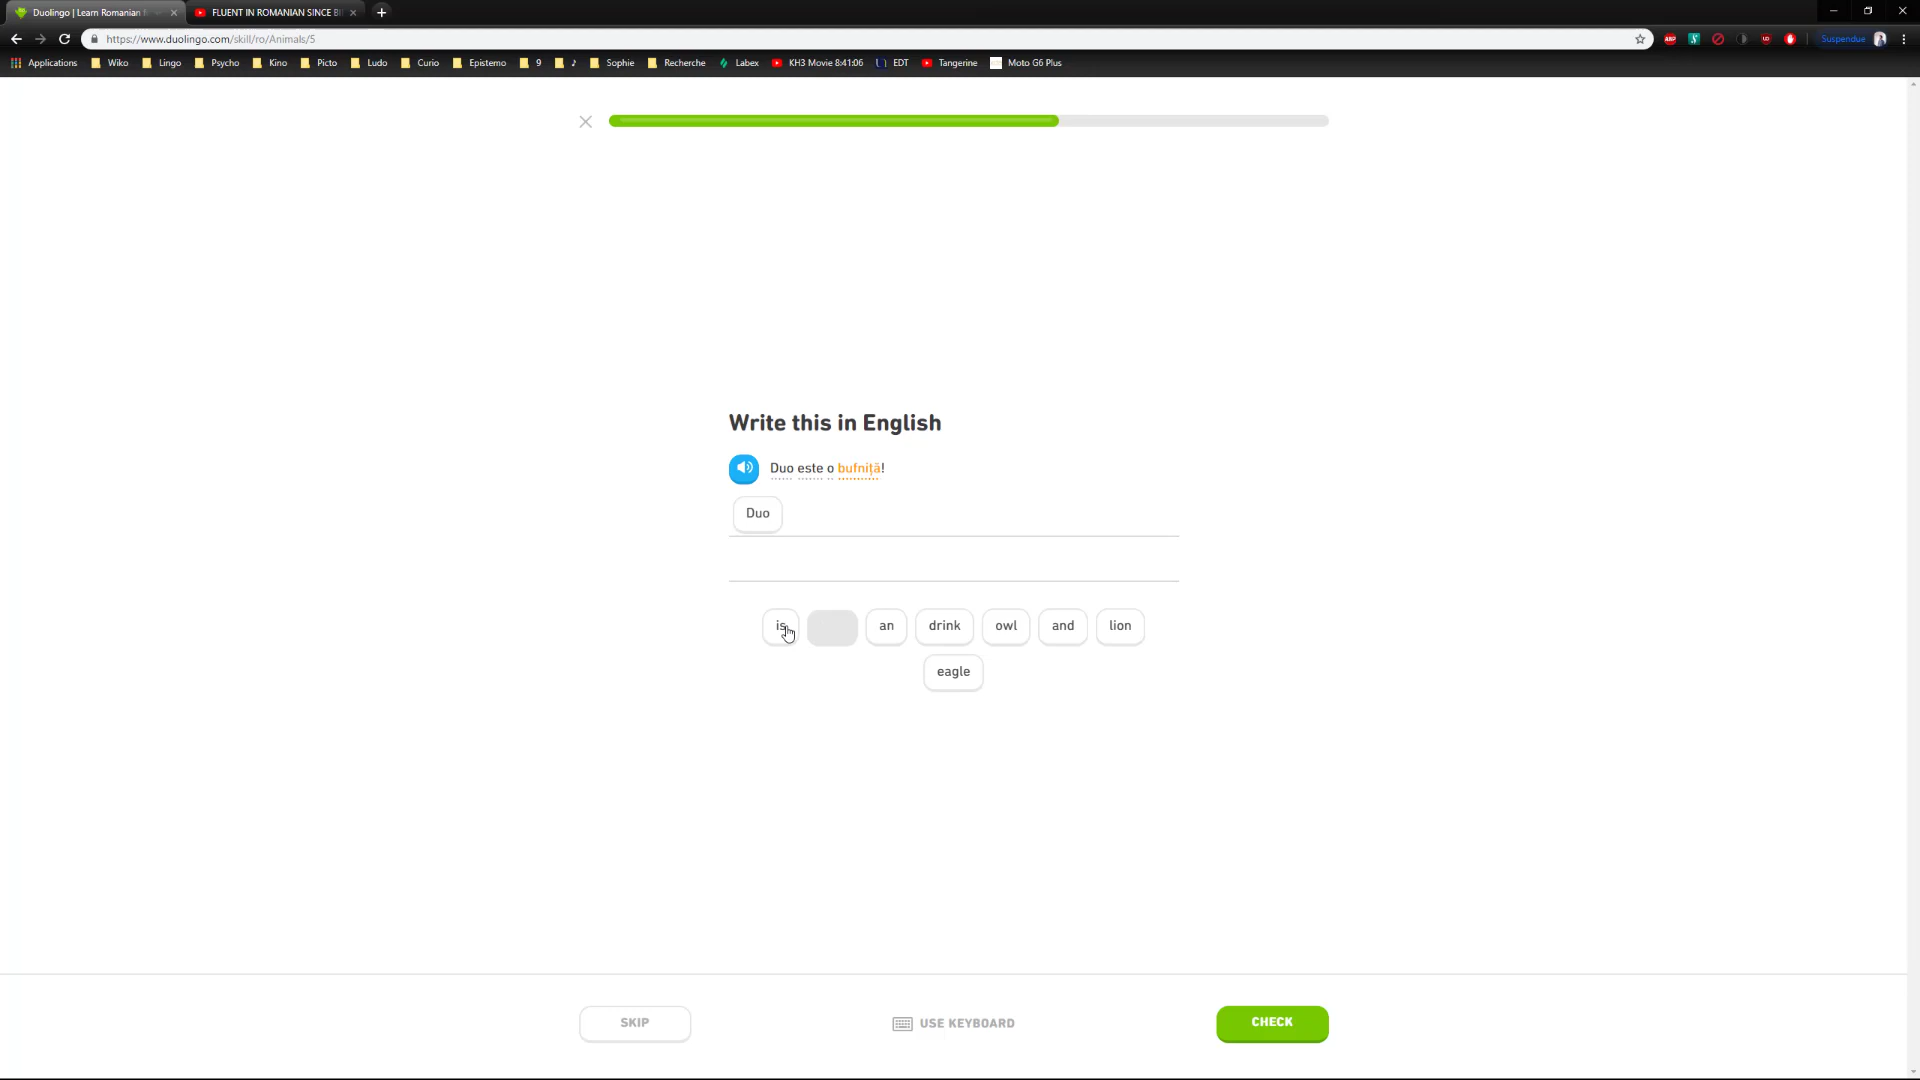 Duolingo | Learn Romanian
FLUENT IN ROMANIAN SINCE
https://www.duolingo.com/skill/ro/Animals/5
Suspendue
Applications Wiko Lingo Psycho Kino Picto Ludo Curio Epistemo 9 ♪ Sophie Recherche Labex KH3 Movie 8:41:06 EDT Tangerine Moto G6 Plus
Write this in English
Duo este o bufniță!
Duo
is an drink owl and lion
eagle
SKIP USE KEYBOARD CHECK